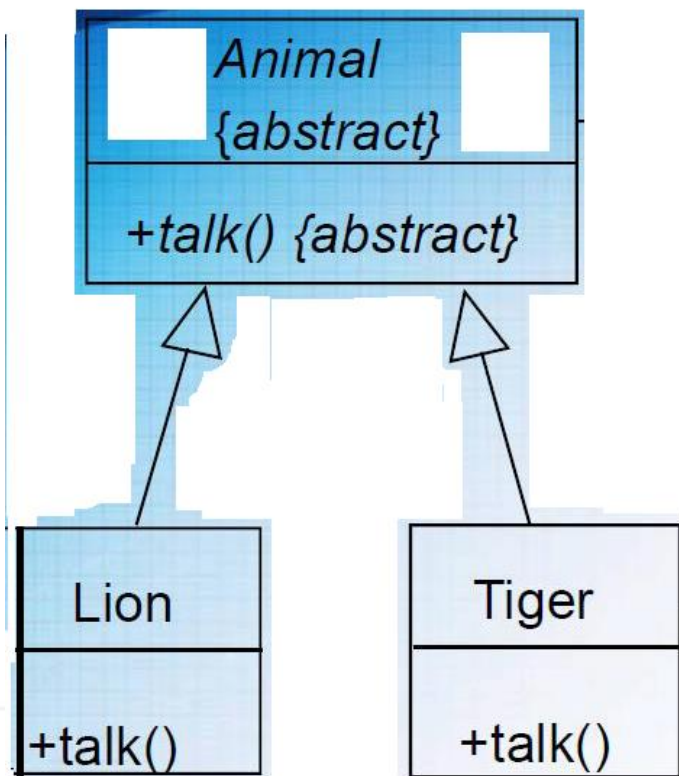 Animal
{abstract}
+talk() {abstract}
Lion
+talk()
Tiger
+talk()